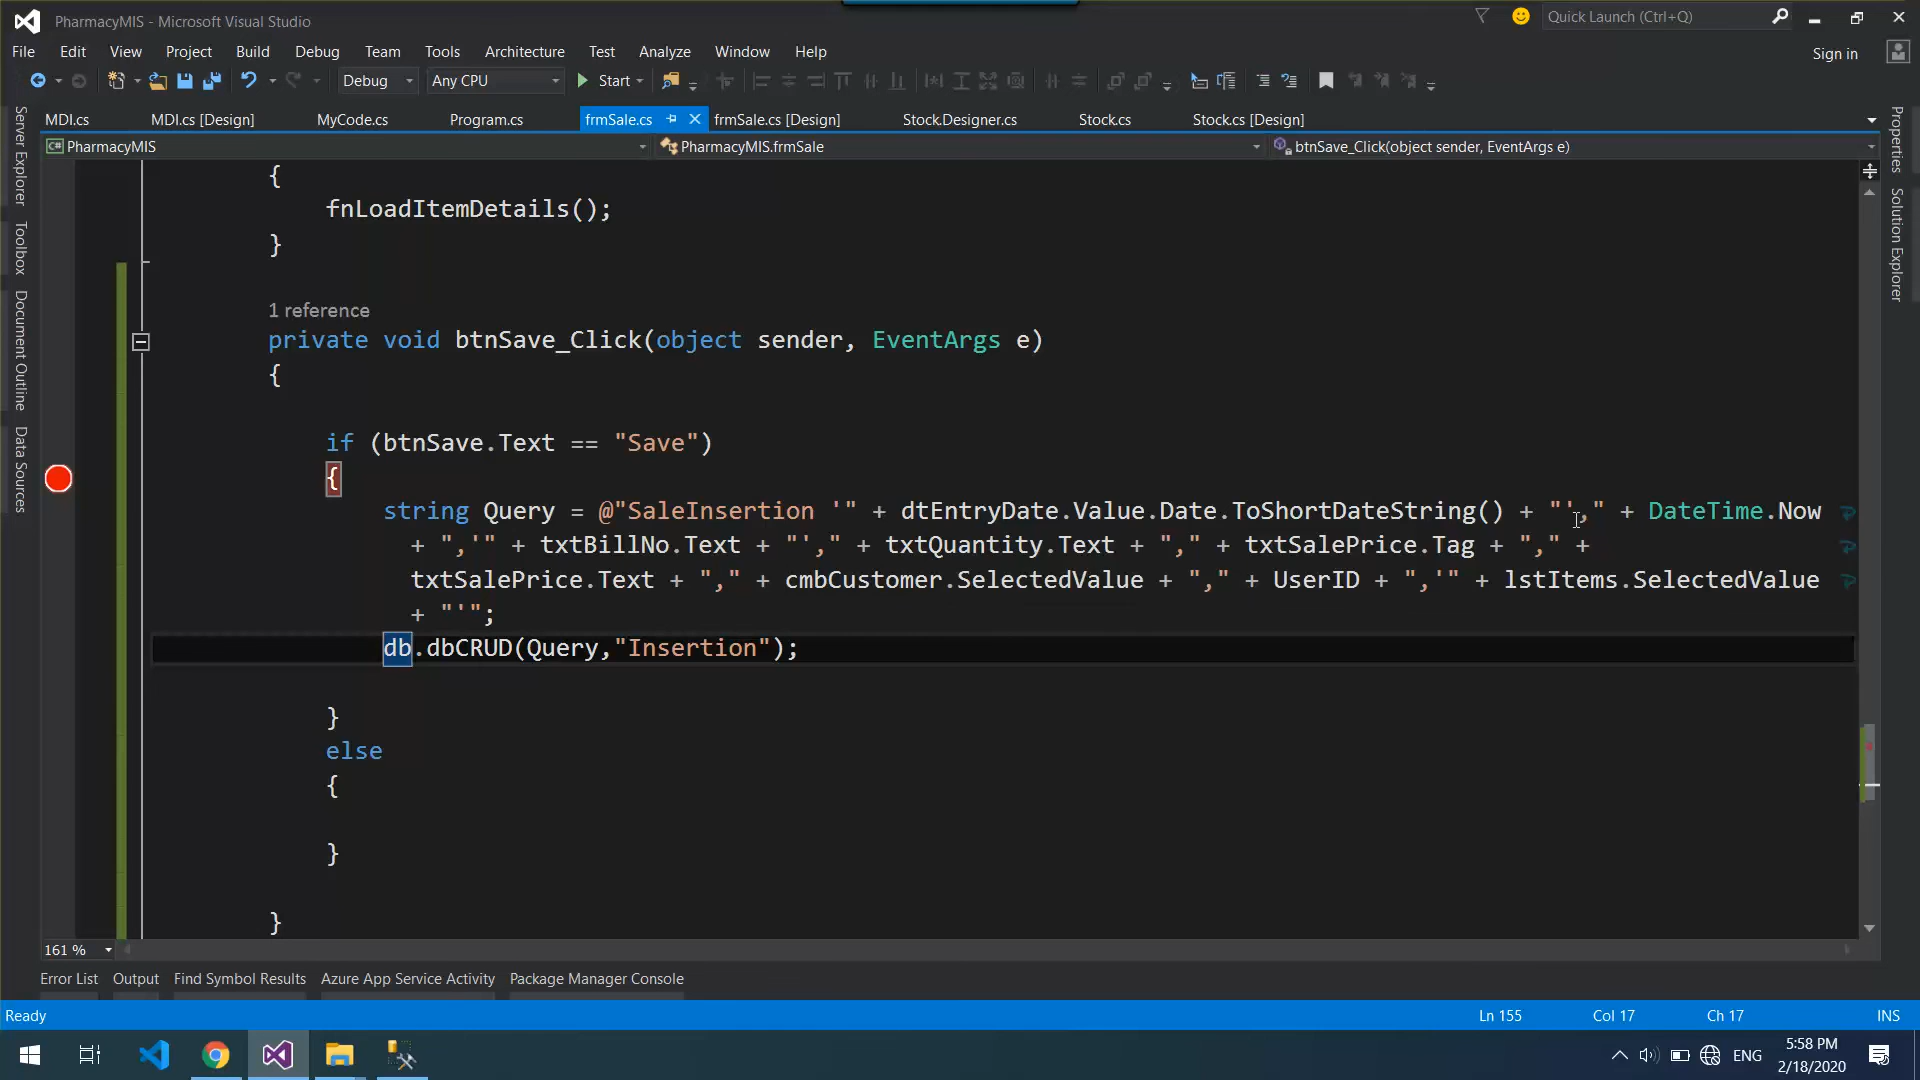 PharmacyMIS - Microsoft Visual Studio
Quick Launch (Ctrl+Q)
File Edit View Project Build Debug Team Tools Architecture Test Analyze Window Help
Sign in
Debug Any CPU Start
MDI.cs MDI.cs [Design] MyCode.cs Program.cs frmSale.cs frmSale.cs [Design] Stock.Designer.cs Stock.cs Stock.cs [Design]
PharmacyMIS PharmacyMIS.frmSale btnSave_Click(object sender, EventArgs e)
Server Explorer
Toolbox
Document Outline
Data Sources
Properties
Solution Explorer
{
fnLoadItemDetails();
}
1 reference
private void btnSave_Click(object sender, EventArgs e)
{
if (btnSave.Text == "Save")
{
string Query = @"SaleInsertion '" + dtEntryDate.Value.Date.ToShortDateString() + "'," + DateTime.Now
+ ",'" + txtBillNo.Text + "'," + txtQuantity.Text + "," + txtSalePrice.Tag + "," +
txtSalePrice.Text + "," + cmbCustomer.SelectedValue + "," + UserID + ",'" + lstItems.SelectedValue
+ "'";
db.dbCRUD(Query,"Insertion");
}
else
{
}
}
161 %
Error List Output Find Symbol Results Azure App Service Activity Package Manager Console
Ready Ln 155 Col 17 Ch 17 INS
ENG
5:58 PM
2/18/2020